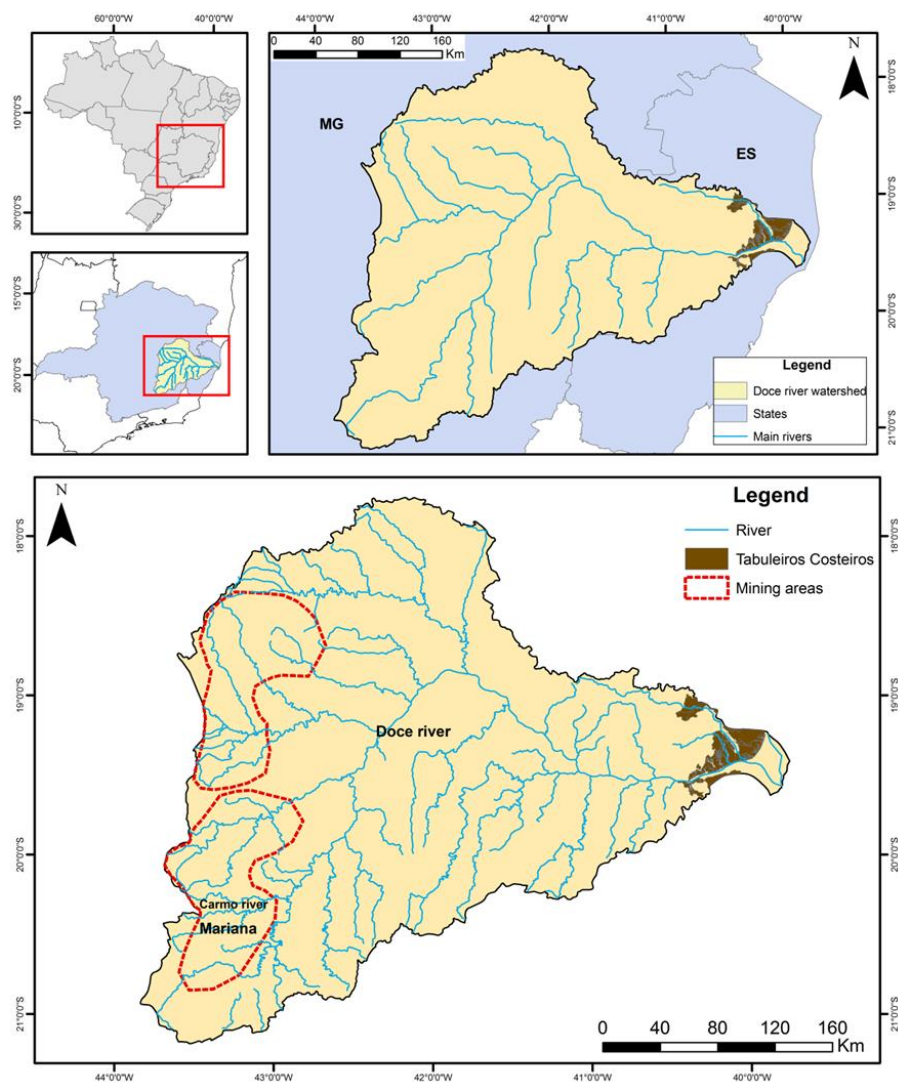 60°0'0"W 40°0'0"W
10°0'0"S
30°0'0"S
15°0'0"S
20°0'0"S
44°0'0"W 43°0'0"W 42°0'0"W 41°0'0"W 40°0'0"W
0 40 80 120 160
Km
N
MG
ES
18°0'0"S
19°0'0"S
20°0'0"S
21°0'0"S
Legend
Doce river watershed
States
Main rivers
N
Legend
River
Tabuleiros Costeiros
Mining areas
18°0'0"S
19°0'0"S
20°0'0"S
21°0'0"S
Doce river
Carmo river
Mariana
0 40 80 120 160
Km
44°0'0"W 43°0'0"W 42°0'0"W 41°0'0"W 40°0'0"W